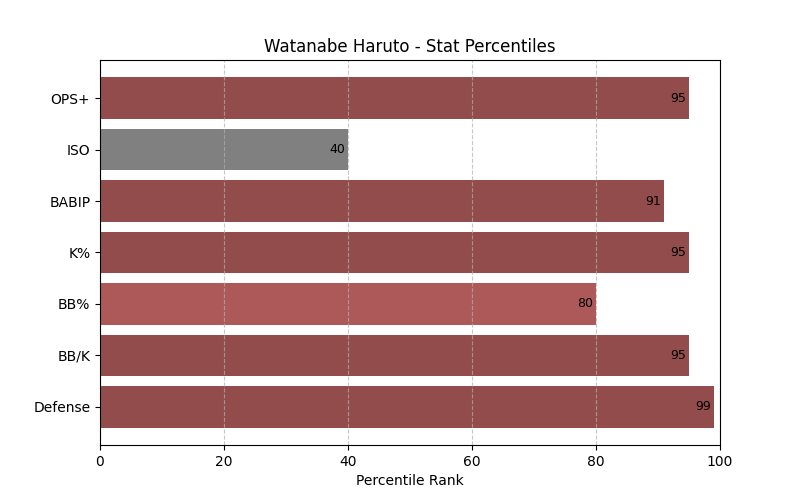 Watanabe Haruto - Stat Percentiles
OPS+ 95
ISO 40
BABIP 91
K% 95
BB% 80
BB/K 95
Defense 99
0 20 40 60 80 100
Percentile Rank